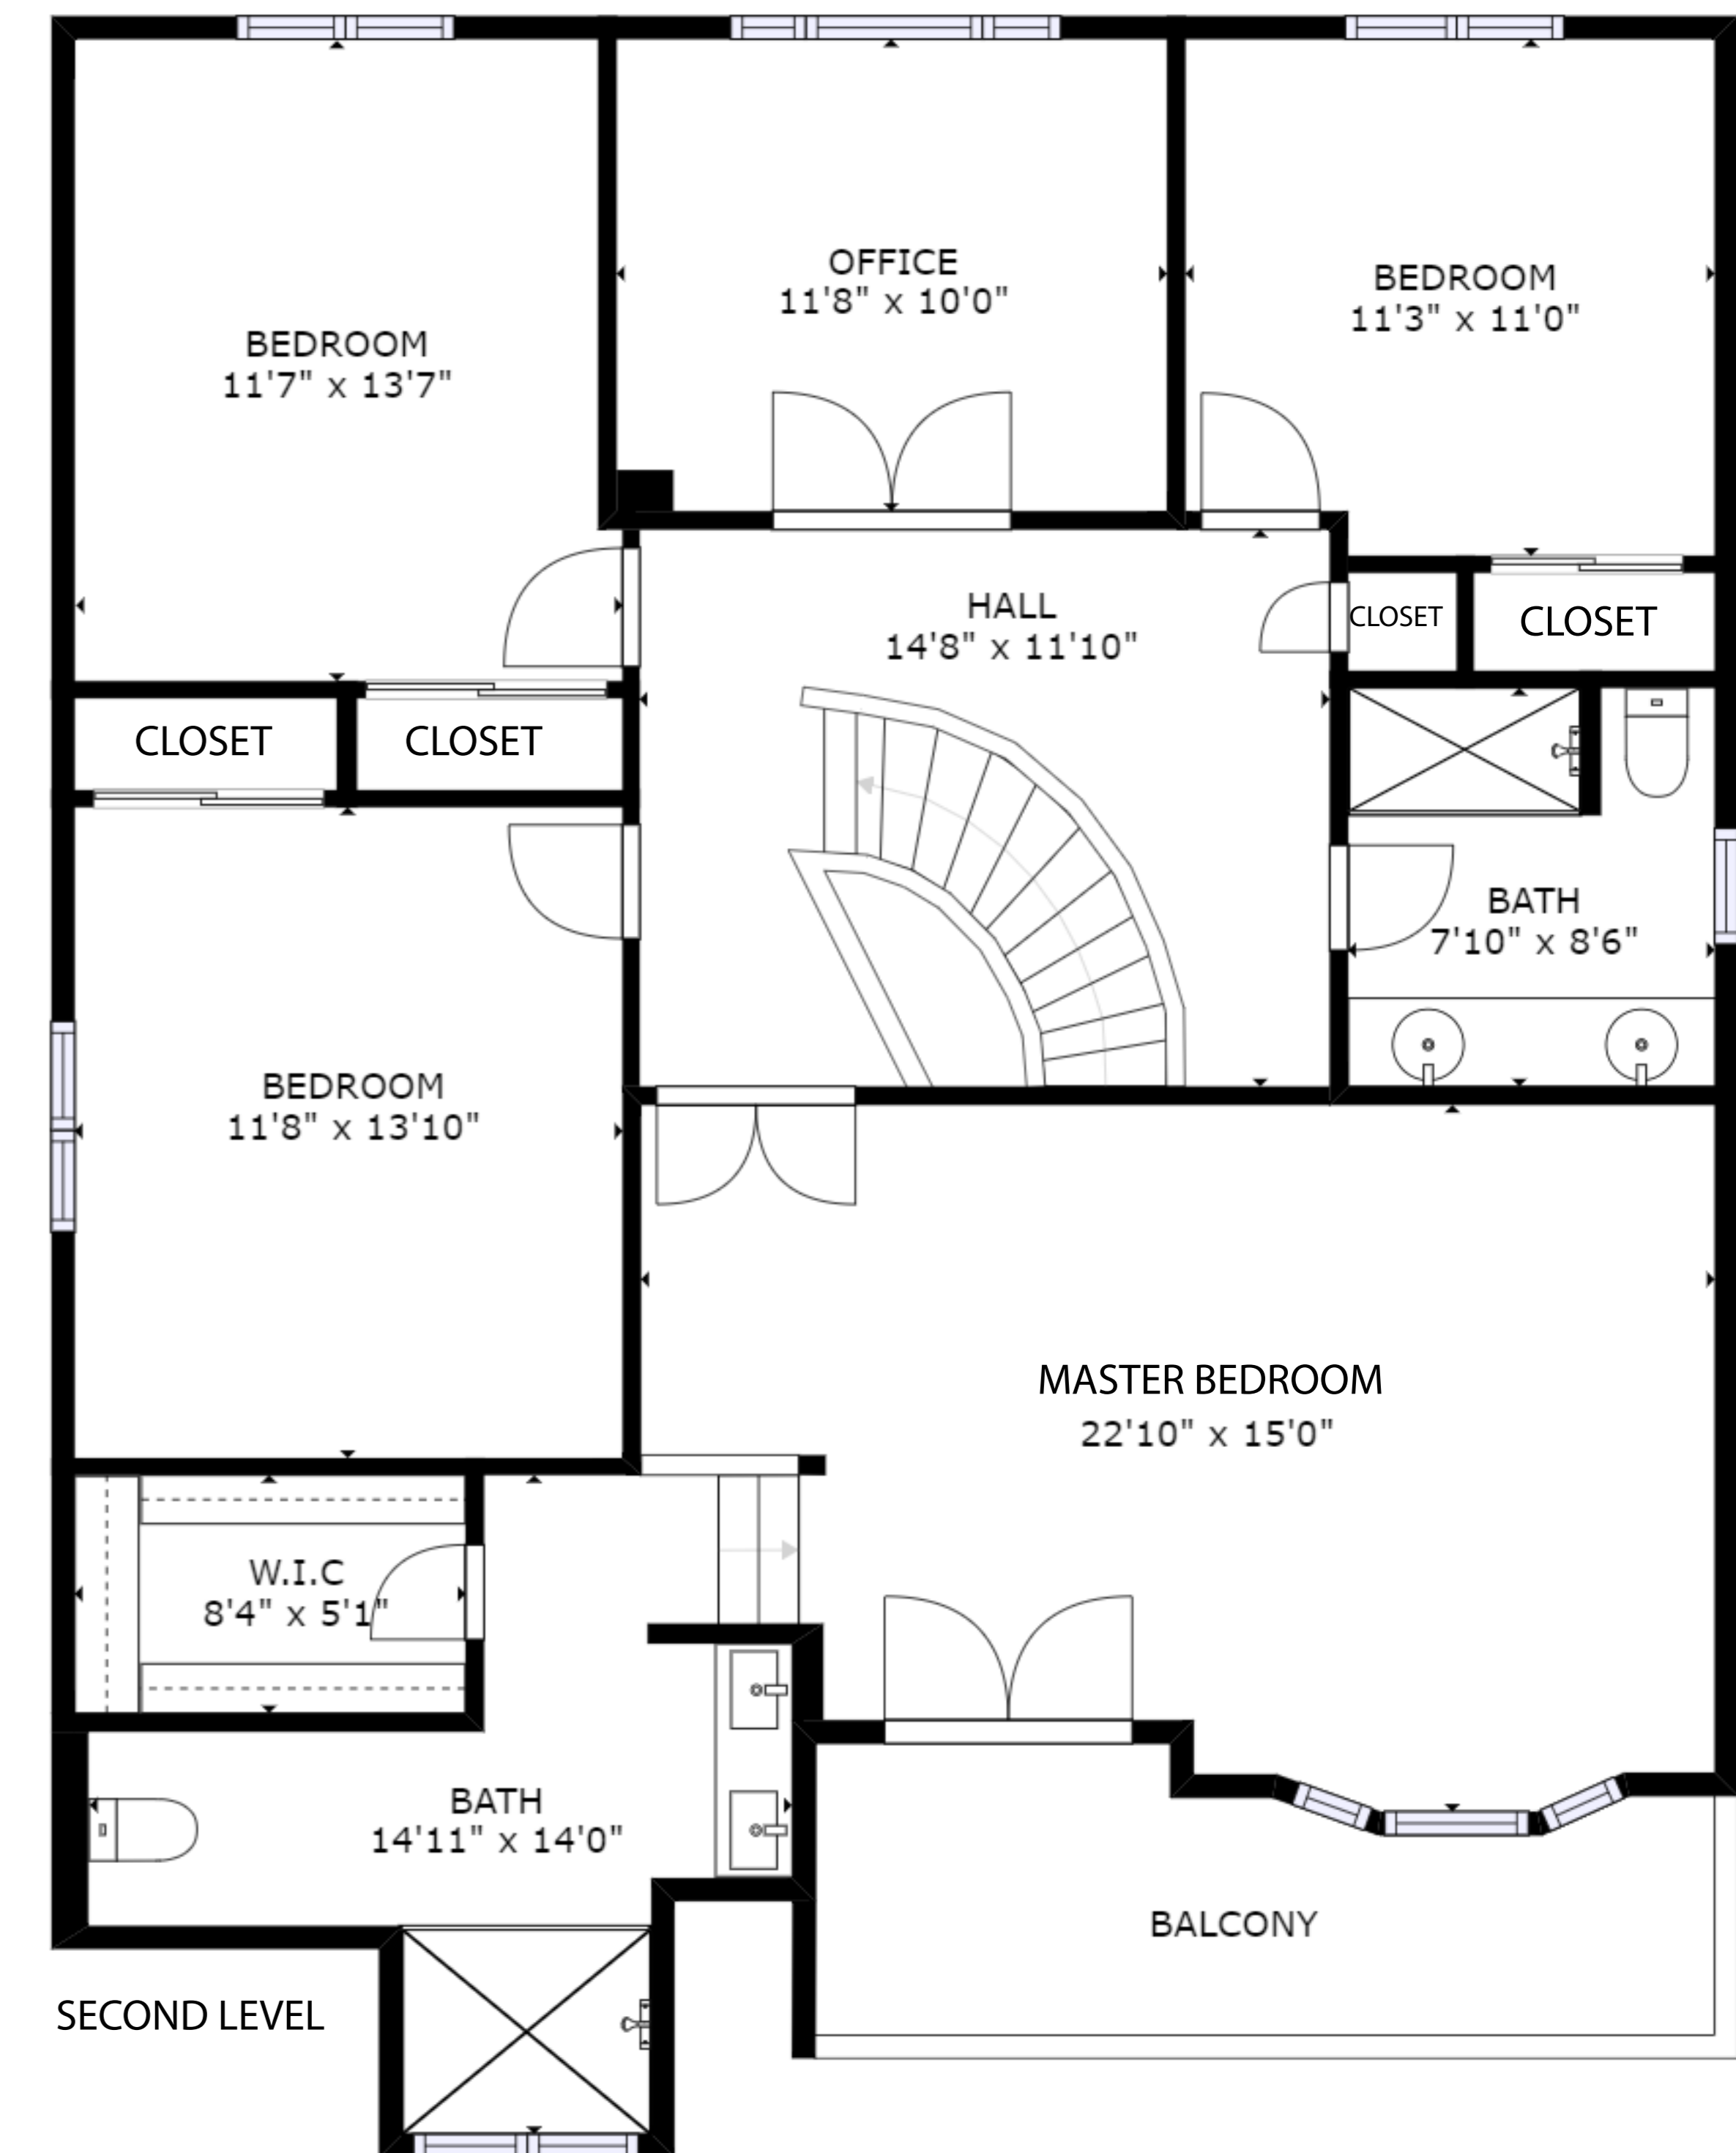 OFFICE
11'8" x 10'0"
BEDROOM
11'3" x 11'0"
BEDROOM
11'7" x 13'7"
HALL
14'8" x 11'10"
CLOSET
CLOSET
CLOSET
CLOSET
BATH
7'10" x 8'6"
BEDROOM
11'8" x 13'10"
MASTER BEDROOM
22'10" x 15'0"
W.I.C
8'4" x 5'1"
BATH
14'11" x 14'0"
BALCONY
SECOND LEVEL